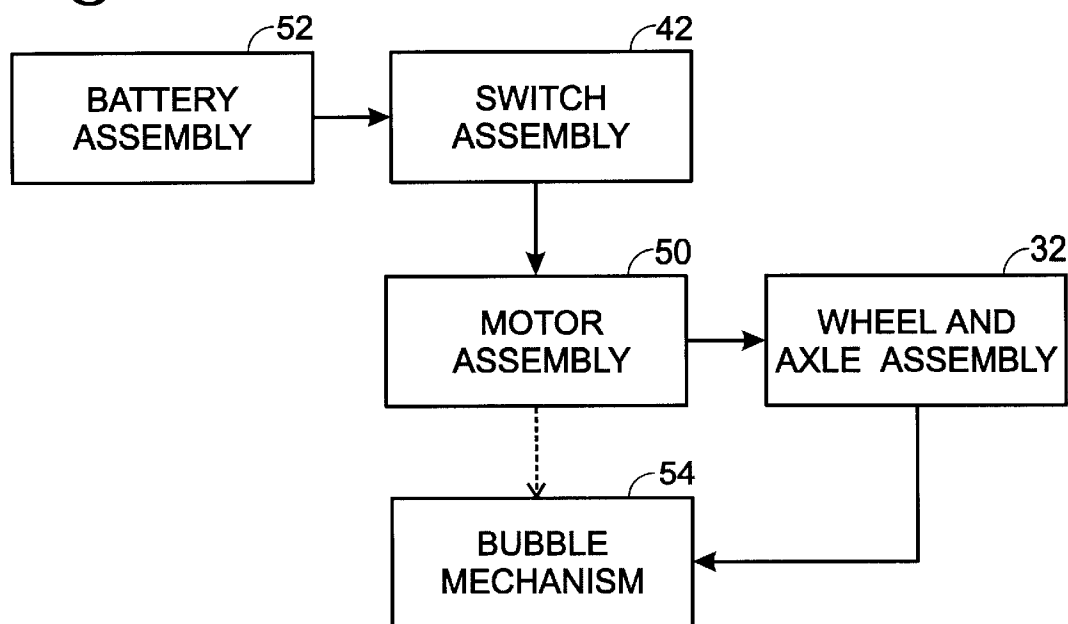 52
BATTERY
ASSEMBLY
42
SWITCH
ASSEMBLY
50
MOTOR
ASSEMBLY
32
WHEEL AND
AXLE ASSEMBLY
54
BUBBLE
MECHANISM